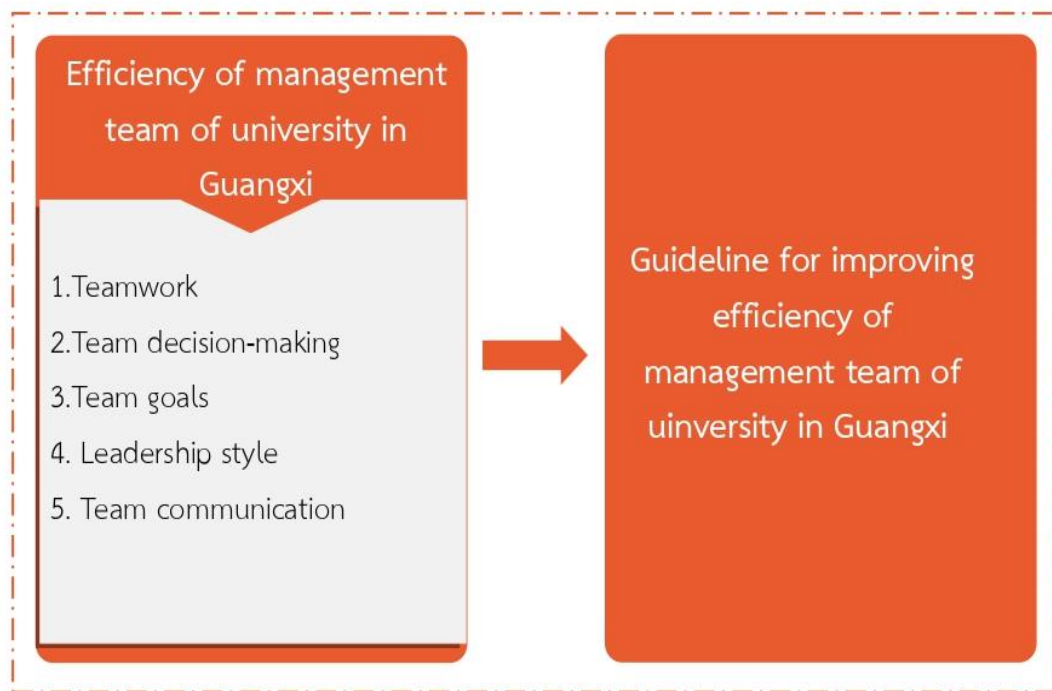 Efficiency of management
team of university in
Guangxi
1.Teamwork
2.Team decision-making
3.Team goals
4. Leadership style
5. Team communication
Guideline for improving
efficiency of
management team of
uinversity in Guangxi